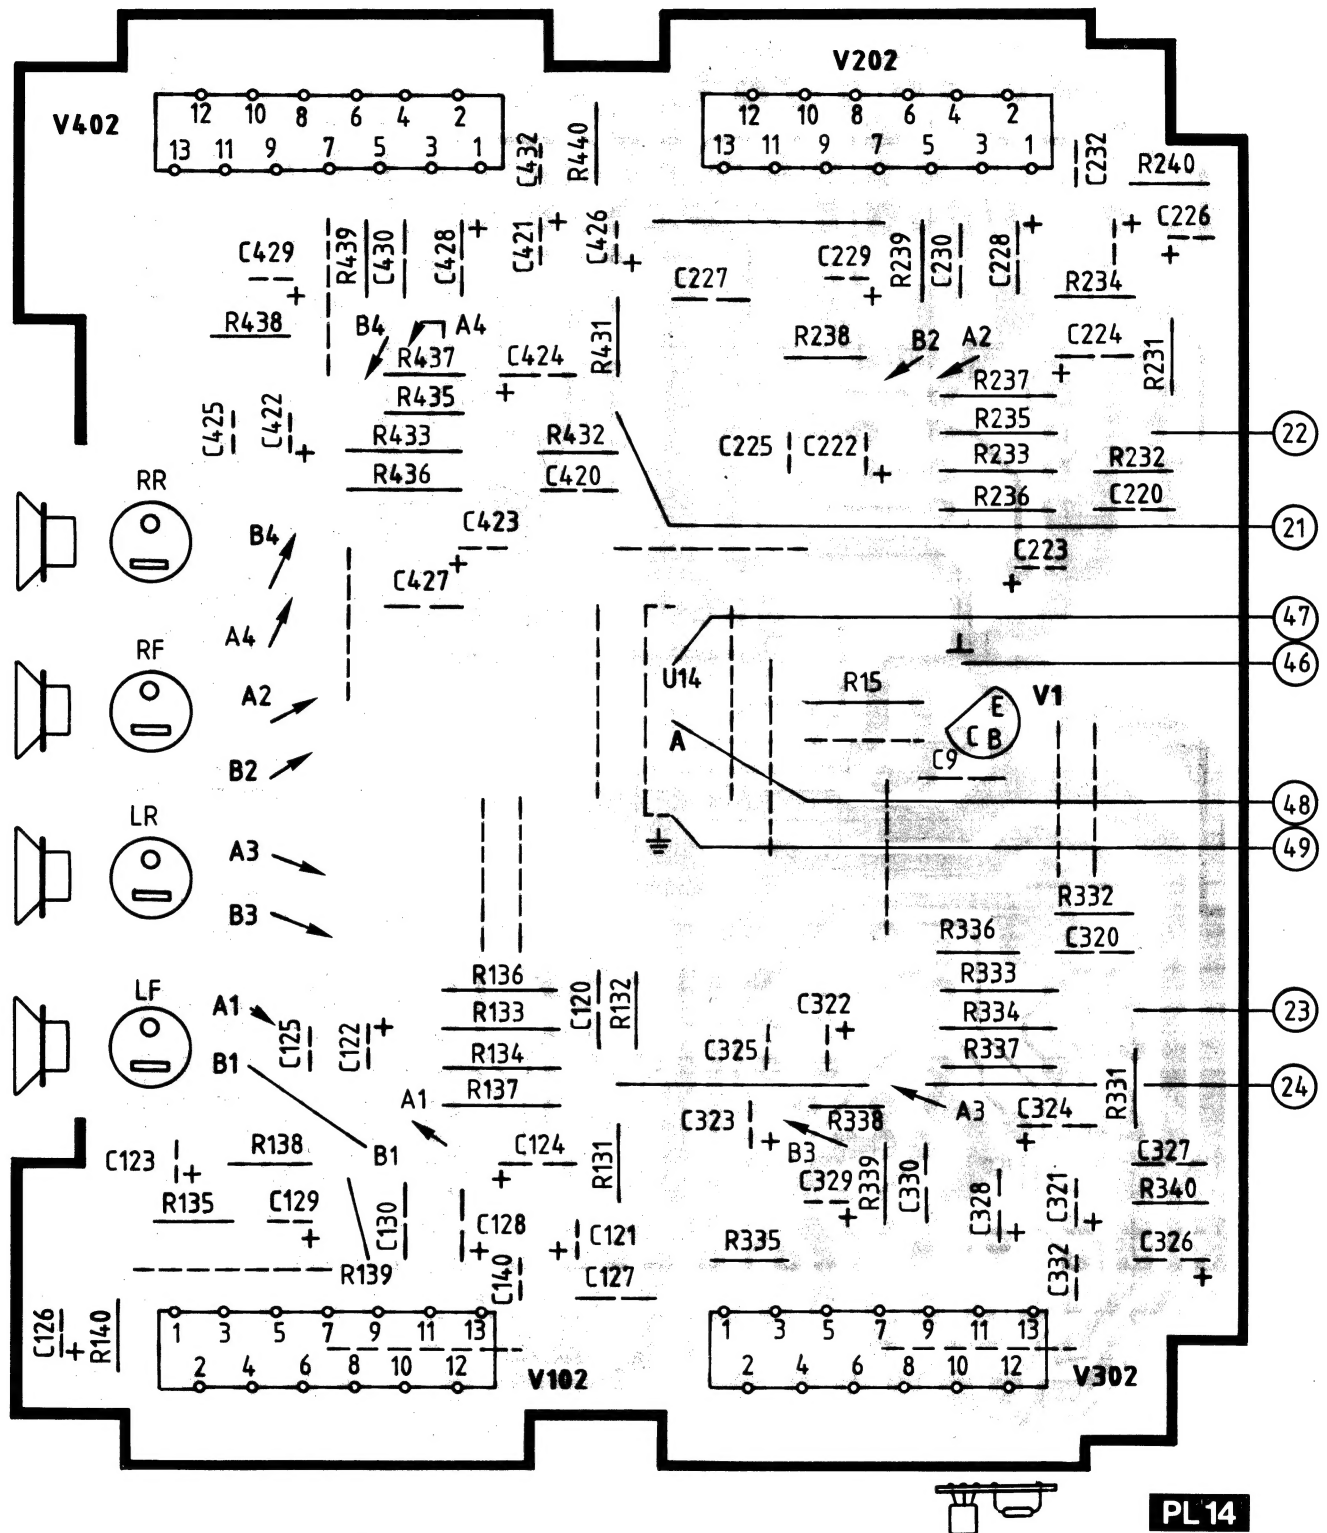 V202
12 10 8 6 4 2
12 10 8 6 4 2
V402
13 11 9 7 5 3 1
C432
R440
13 11 9 7 5 3 1
C232
R240
C429
R439
C430
C428
+
C421
+
C426
+
C227
C229
+
R239
C230
C228
+
+
C226
+
+
R234
R438
B4
A4
R431
R238
B2
A2
C224
+
R231
R437
C424
+
R237
R435
R235
22
C425
C422
+
R433
R432
C225
C222
+
R233
R232
R436
C420
R236
C220
RR
B4
C423
+
21
C427
C223
+
A4
47
RF
46
U14
R15
V1
A2
E
C B
A
B2
C9
48
LR
49
A3
B3
R332
R336
C320
R136
R333
LF
A1
C125
C122
+
R133
C120
R132
C322
+
R334
23
B1
R134
C325
R337
A1
R137
24
C323
+
R338
A3
C324
+
R331
C123
+
R138
B1
C124
+
R131
B3
C327
R135
C129
+
C130
C128
+
C329
+
R339
C330
C328
+
C321
+
R340
+
C121
R335
C326
+
R139
C140
C127
C332
C126
+
R140
1 3 5 7 9 11 13
1 3 5 7 9 11 13
2 4 6 8 10 12
V102
2 4 6 8 10 12
V302
PL 14